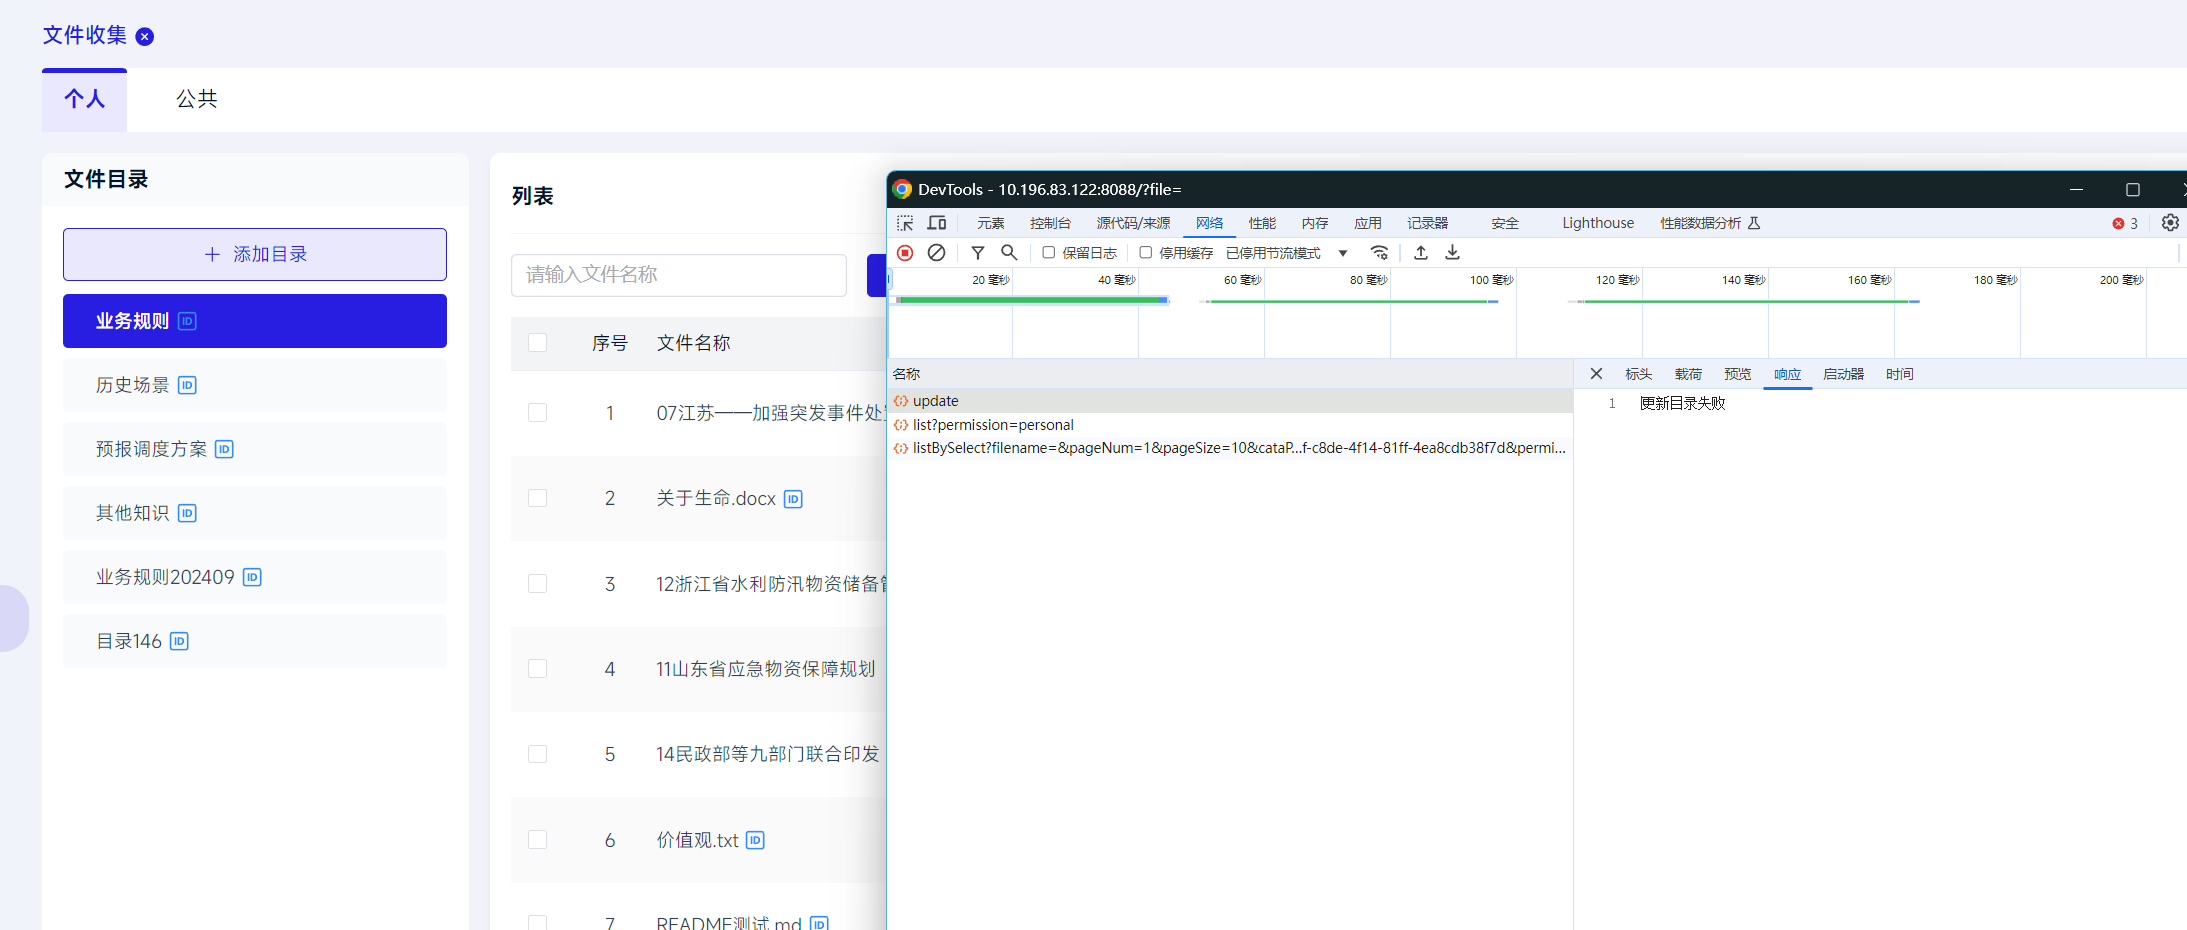 文件收集
个人
公共
文件目录
添加目录
业务规则 ID
历史场景 ID
预报调度方案 ID
其他知识 ID
业务规则202409 ID
目录146 ID
列表
请输入文件名称
序号 文件名称
1 07江苏——加强突发事件处
2 关于生命.docx ID
3 12浙江省水利防汛物资储备
4 11山东省应急物资保障规划
5 14民政部等九部门联合印发
6 价值观.txt ID
7 README测试.md ID
DevTools - 10.196.83.122:8088/?file=
元素 控制台 源代码/来源 网络 性能 内存 应用 记录器 安全 Lighthouse 性能数据分析 3
保留日志 停用缓存 已停用节流模式
20 毫秒 40 毫秒 60 毫秒 80 毫秒 100 毫秒 120 毫秒 140 毫秒 160 毫秒 180 毫秒 200 毫秒
名称
update
list?permission=personal
listBySelect?filename=&pageNum=1&pageSize=10&cataP...f-c8de-4f14-81ff-4ea8cdb38f7d&permi...
标头 载荷 预览 响应 启动器 时间
1 更新目录失败